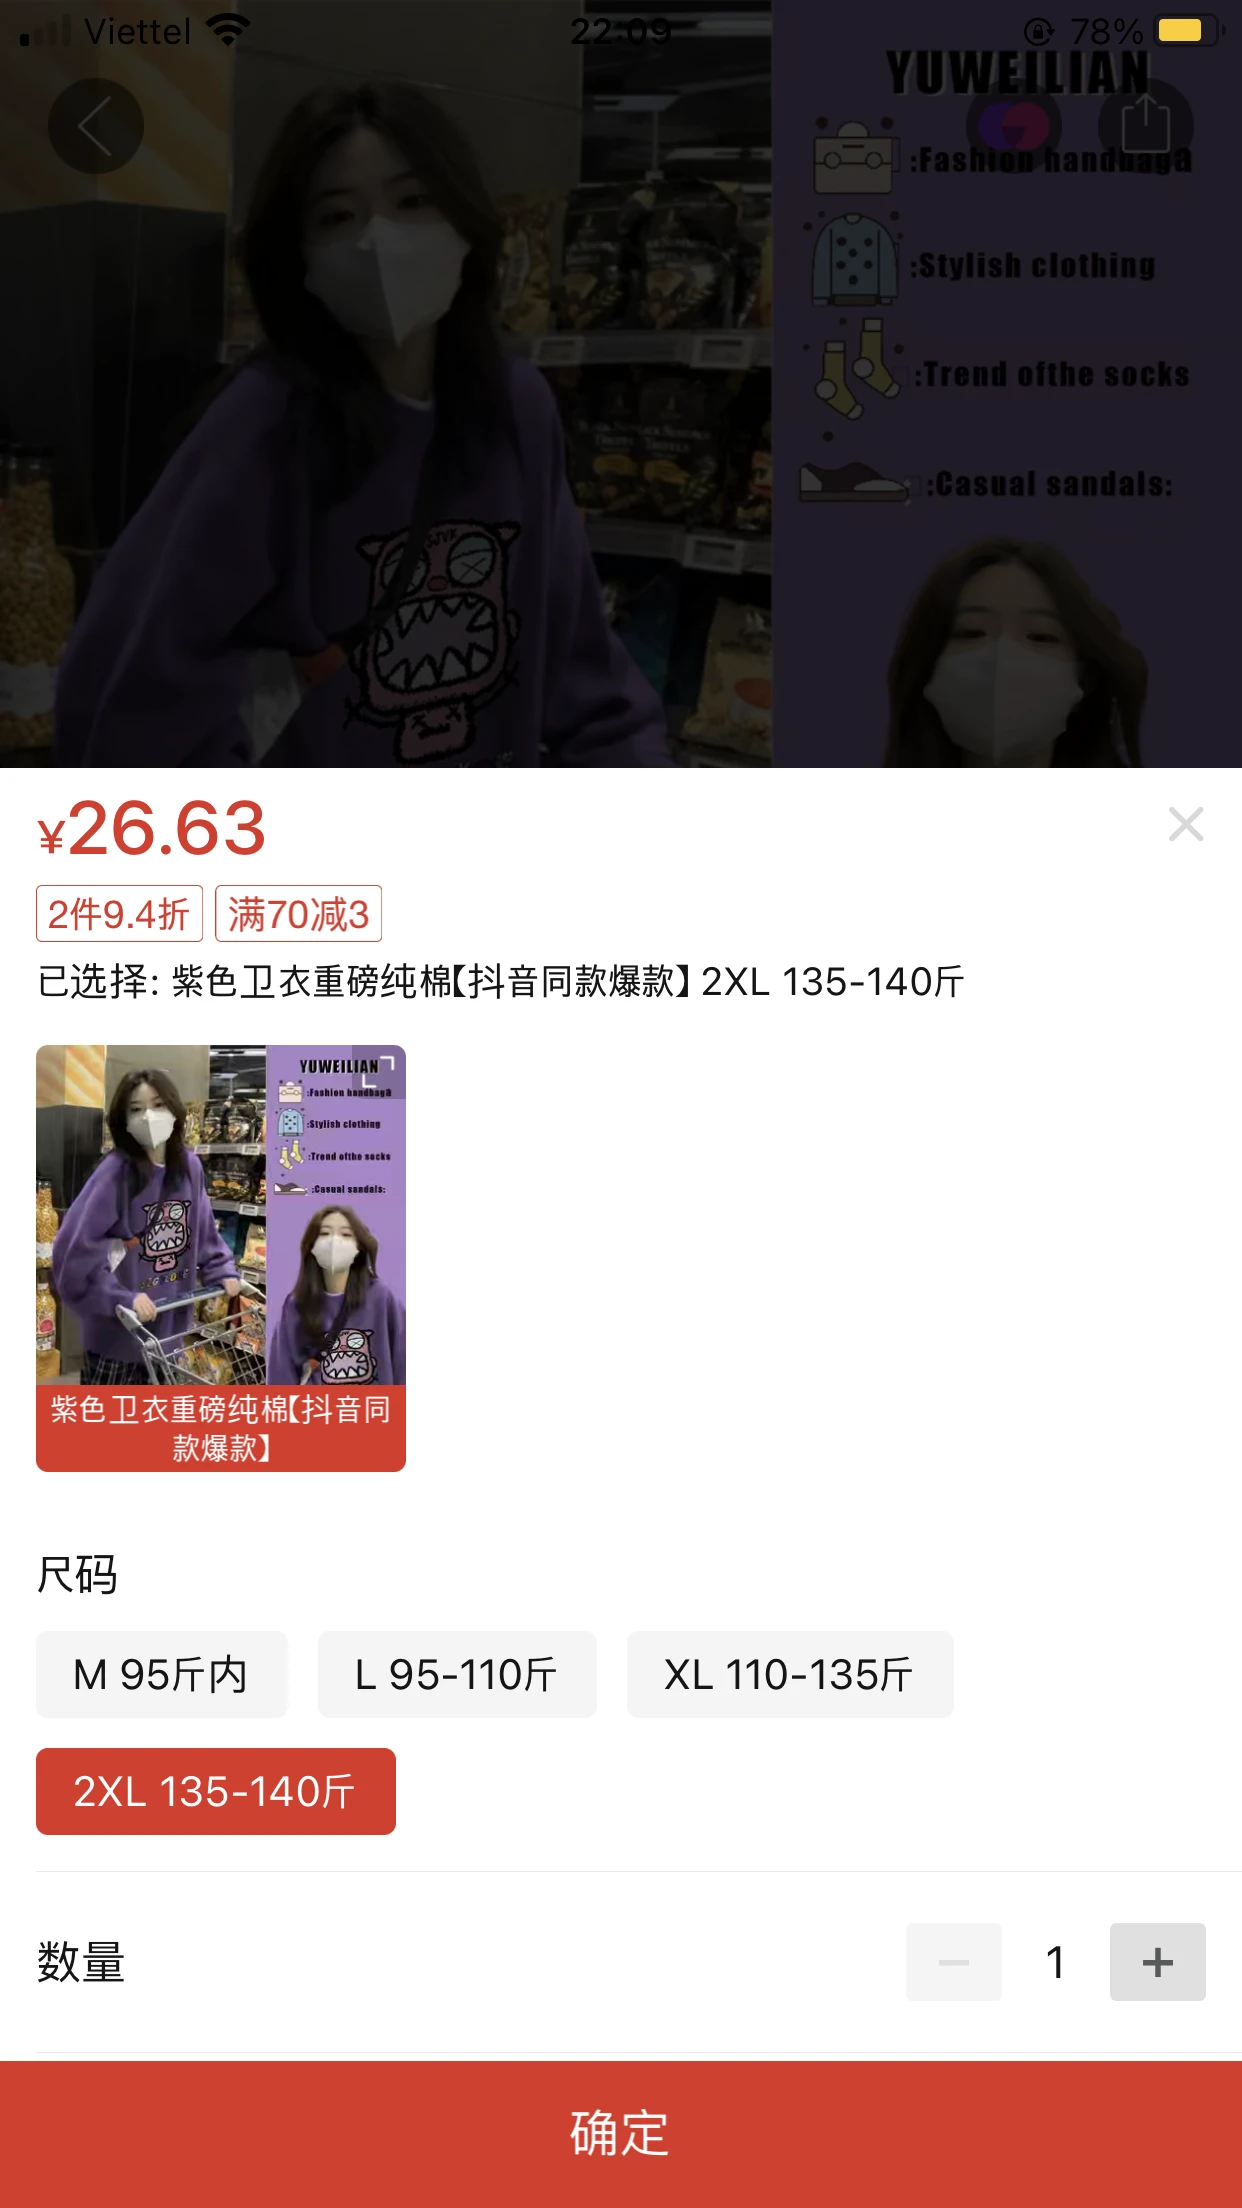 Viettel
22:09
78%
YUWEILIAN
:Fashion handbaga
:Stylish clothing
:Trend ofthe socks
:Casual sandals:
SJVK
¥26.63
2件9.4折
满70减3
已选择: 紫色卫衣重磅纯棉【抖音同款爆款】 2XL 135-140斤
YUWEILIAN
:Fashion handbaga
:Stylish clothing
:Trend ofthe socks
:Casual sandals:
紫色卫衣重磅纯棉【抖音同
款爆款】
尺码
M 95斤内
L 95-110斤
XL 110-135斤
2XL 135-140斤
数量
1
确定